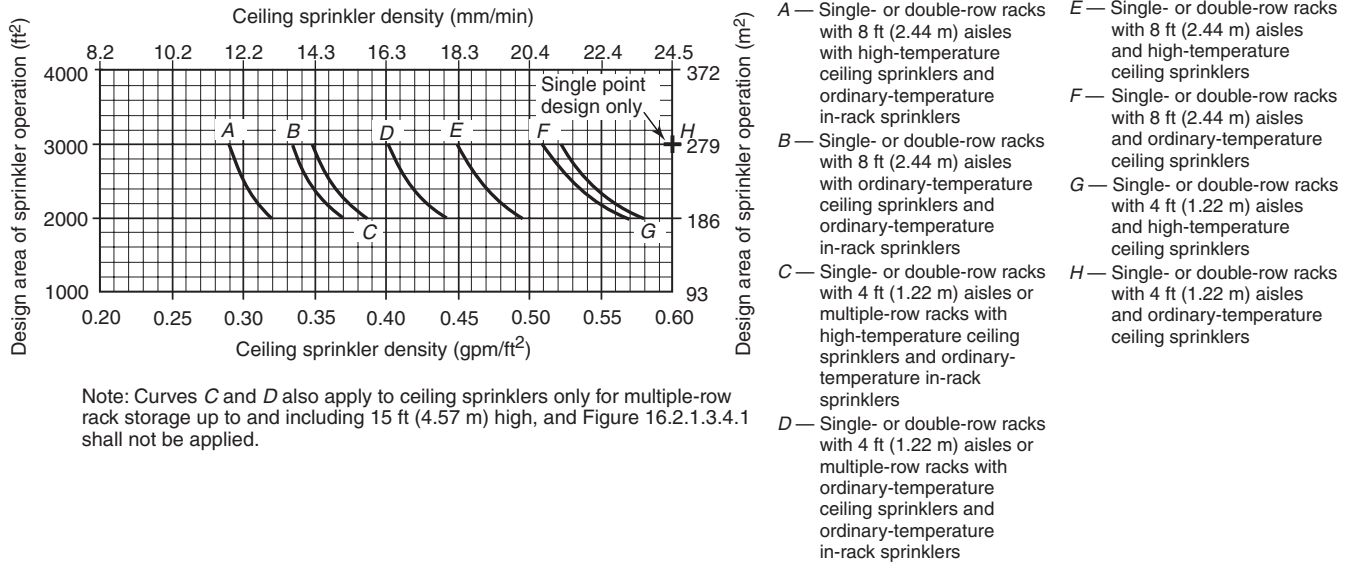 Ceiling sprinkler density (mm/min)
8.2 10.2 12.2 14.3 16.3 18.3 20.4 22.4 24.5
Design area of sprinkler operation (ft2)
Design area of sprinkler operation (m2)
4000 372
Single point
design only
A B D E F H
3000 279
2000 186
C G
1000 93
0.20 0.25 0.30 0.35 0.40 0.45 0.50 0.55 0.60
Ceiling sprinkler density (gpm/ft2)
Note: Curves C and D also apply to ceiling sprinklers only for multiple-row
rack storage up to and including 15 ft (4.57 m) high, and Figure 16.2.1.3.4.1
shall not be applied.
A — Single- or double-row racks
with 8 ft (2.44 m) aisles
with high-temperature
ceiling sprinklers and
ordinary-temperature
in-rack sprinklers
B — Single- or double-row racks
with 8 ft (2.44 m) aisles
with ordinary-temperature
ceiling sprinklers and
ordinary-temperature
in-rack sprinklers
C — Single- or double-row racks
with 4 ft (1.22 m) aisles or
multiple-row racks with
high-temperature ceiling
sprinklers and ordinary-
temperature in-rack
sprinklers
D — Single- or double-row racks
with 4 ft (1.22 m) aisles or
multiple-row racks with
ordinary-temperature
ceiling sprinklers and
ordinary-temperature
in-rack sprinklers
E — Single- or double-row racks
with 8 ft (2.44 m) aisles
and high-temperature
ceiling sprinklers
F — Single- or double-row racks
with 8 ft (2.44 m) aisles
and ordinary-temperature
ceiling sprinklers
G — Single- or double-row racks
with 4 ft (1.22 m) aisles
and high-temperature
ceiling sprinklers
H — Single- or double-row racks
with 4 ft (1.22 m) aisles
and ordinary-temperature
ceiling sprinklers